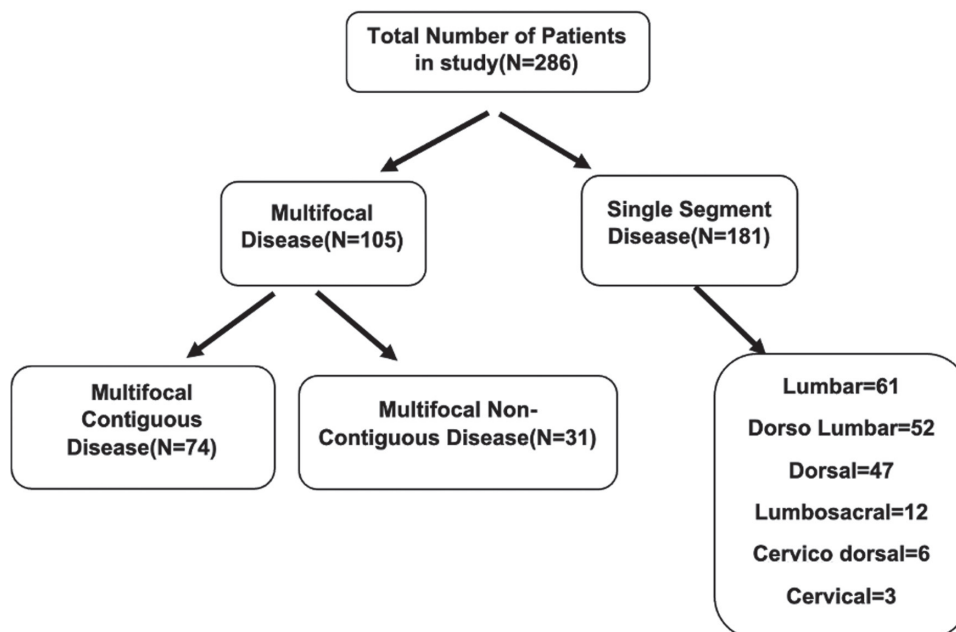 Total Number of Patients
in study(N=286)
Multifocal
Disease(N=105)
Single Segment
Disease(N=181)
Multifocal
Contiguous
Disease(N=74)
Multifocal Non-
Contiguous Disease(N=31)
Lumbar=61
Dorso Lumbar=52
Dorsal=47
Lumbosacral=12
Cervico dorsal=6
Cervical=3